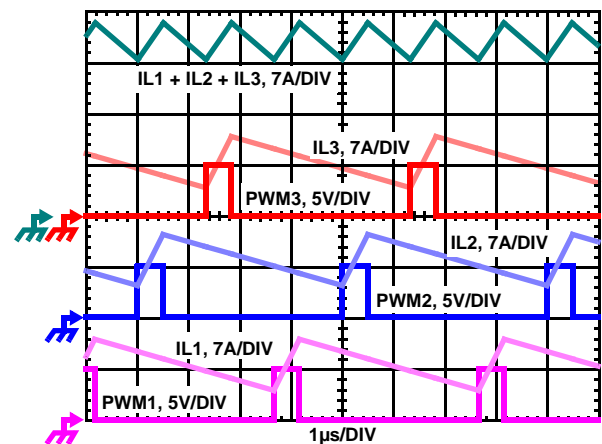 IL1 + IL2 + IL3, 7A/DIV
IL3, 7A/DIV
PWM3, 5V/DIV
IL2, 7A/DIV
PWM2, 5V/DIV
IL1, 7A/DIV
PWM1, 5V/DIV
1µs/DIV